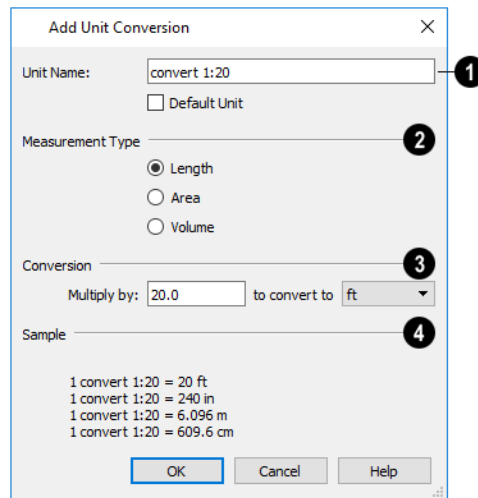 Add Unit Conversion
Unit Name: convert 1:20 1
Default Unit
Measurement Type 2
Length
Area
Volume
Conversion 3
Multiply by: 20.0 to convert to ft
Sample 4
1 convert 1:20 = 20 ft
1 convert 1:20 = 240 in
1 convert 1:20 = 6.096 m
1 convert 1:20 = 609.6 cm
OK Cancel Help